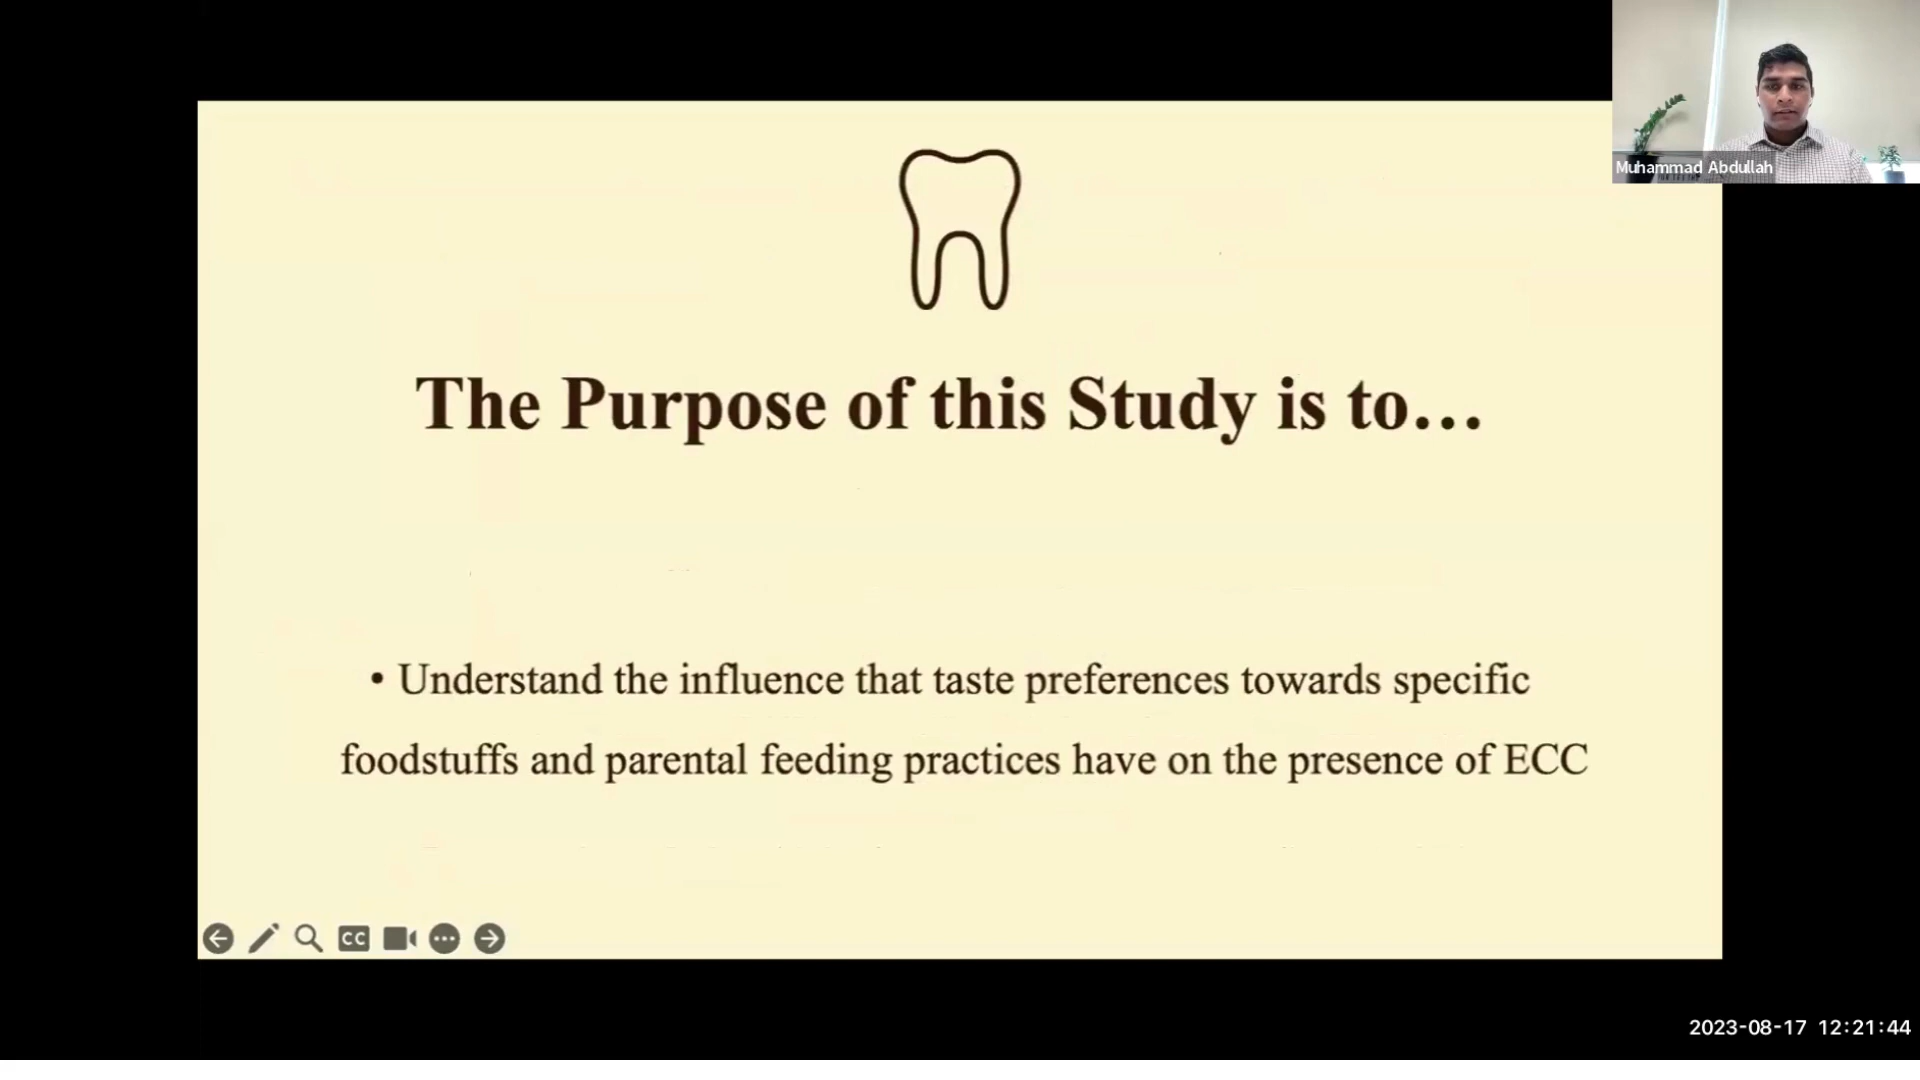 Muhammad Abdullah
The Purpose of this Study is to...
• Understand the influence that taste preferences towards specific
foodstuffs and parental feeding practices have on the presence of ECC
CC
2023-08-17 12:21:44